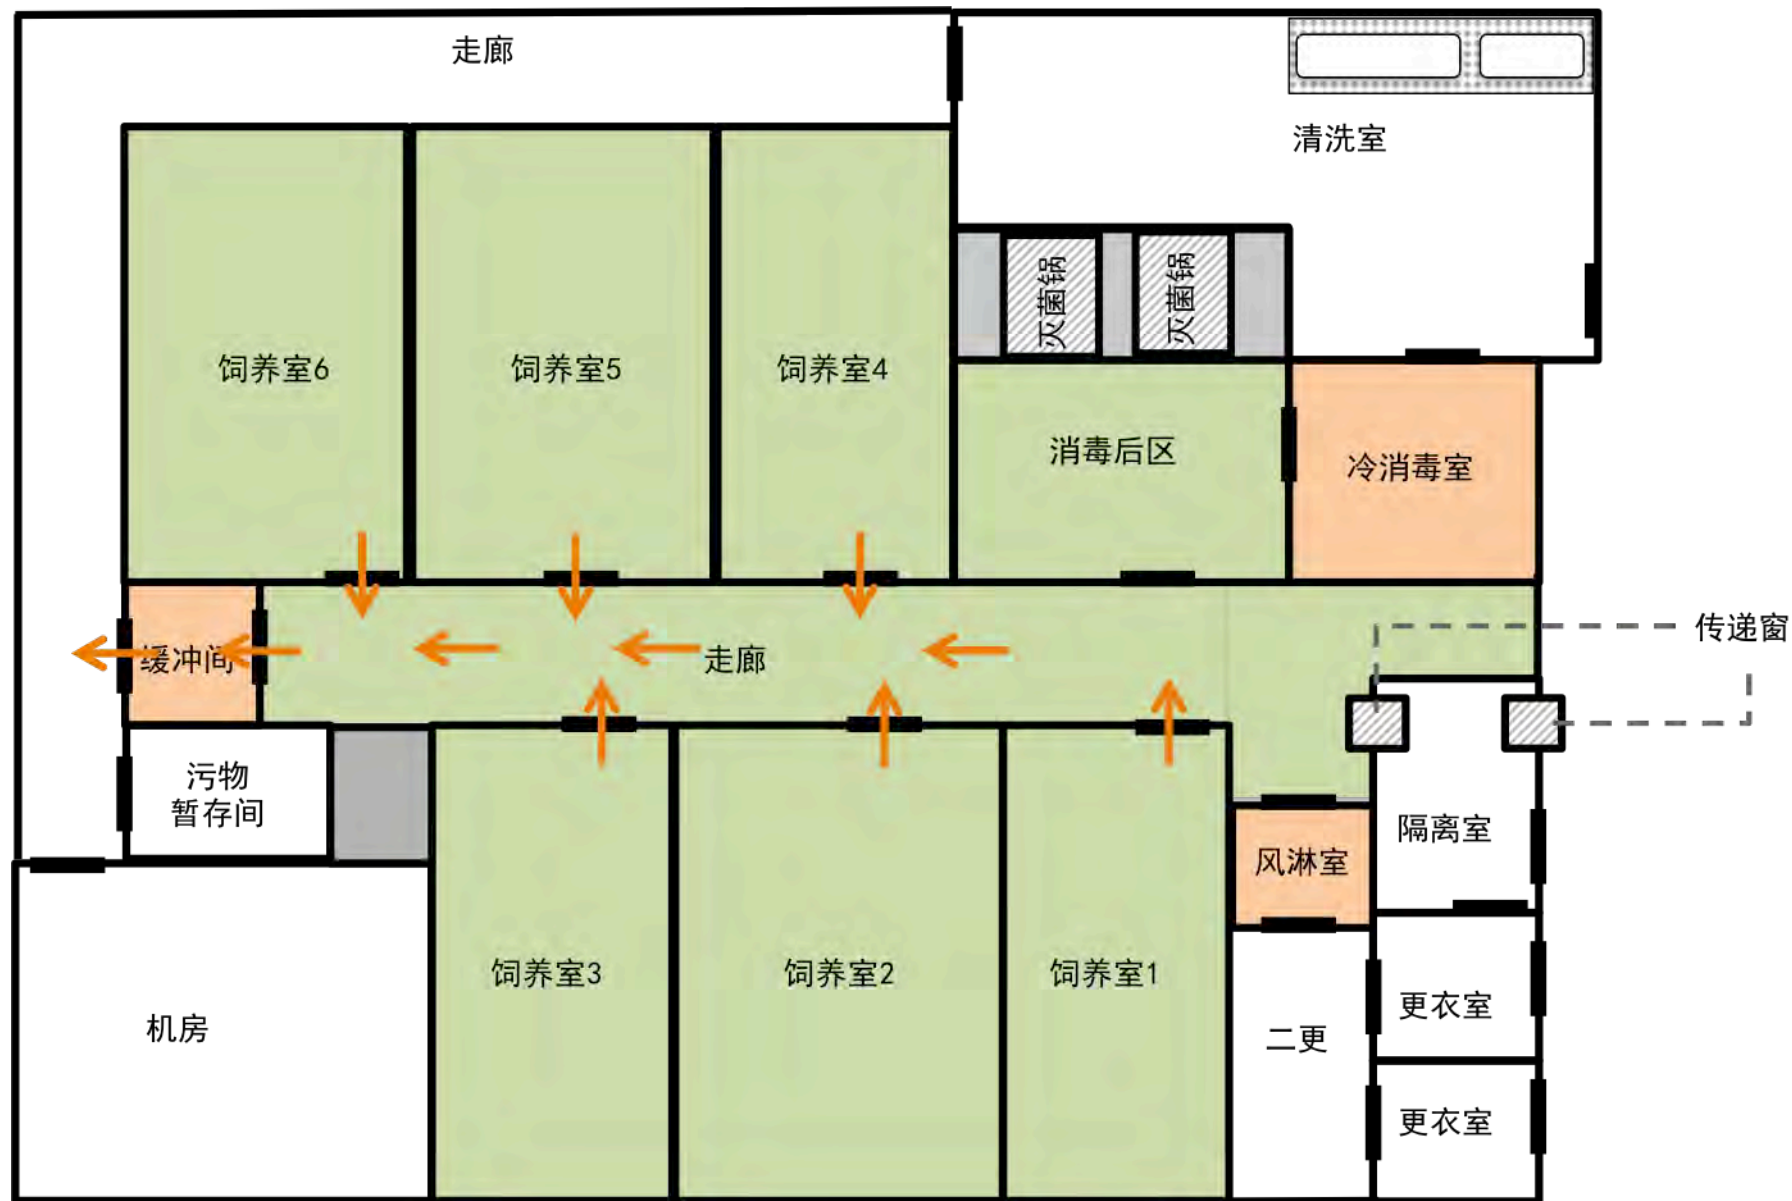 走廊
清洗室
灭菌锅
灭菌锅
饲养室6
饲养室5
饲养室4
消毒后区
冷消毒室
传递窗
缓冲间
走廊
污物
暂存间
隔离室
风淋室
饲养室3
饲养室2
饲养室1
更衣室
机房
二更
更衣室